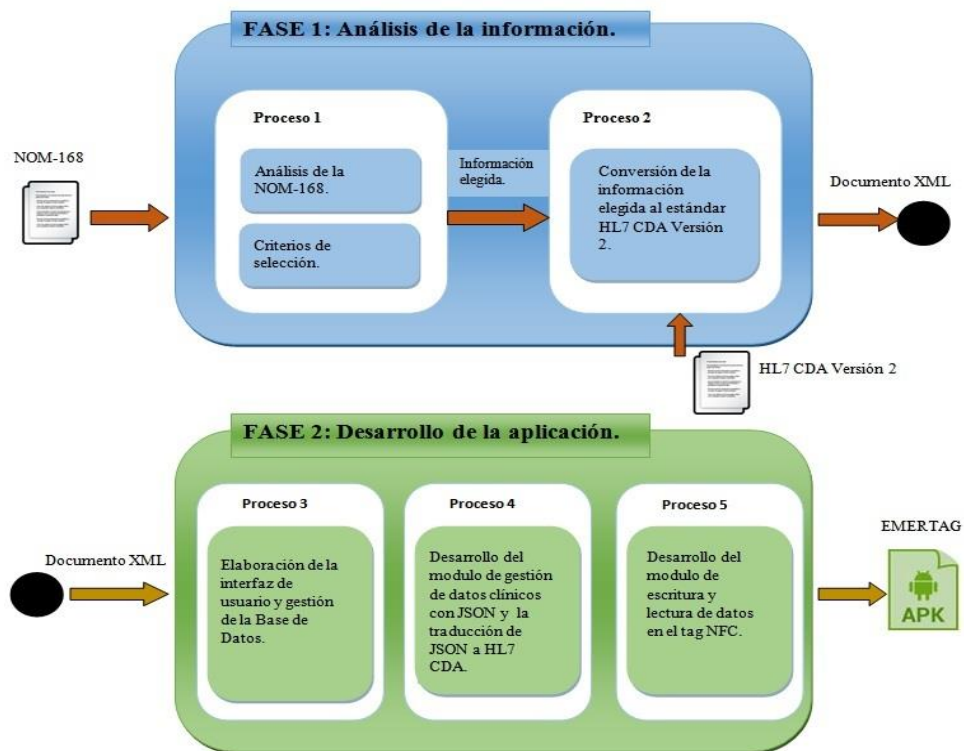 FASE 1: Análisis de la información.
Proceso 1
Proceso 2
NOM-168
Análisis de la
NOM-168.
Criterios de
selección.
Información
elegida.
Conversión de la
información
elegida al estándar
HL7 CDA Versión
2.
Documento XML
HL7 CDA Versión 2
FASE 2: Desarrollo de la aplicación.
Proceso 3
Proceso 4
Proceso 5
Documento XML
Elaboración de la
interfaz de
usuario y gestión
de la Base de
Datos.
Desarrollo del
modulo de gestión
de datos clínicos
con JSON y la
traducción de
JSON a HL7
CDA.
Desarrollo del
modulo de
escritura y
lectura de datos
en el tag NFC.
EMERTAG
APK